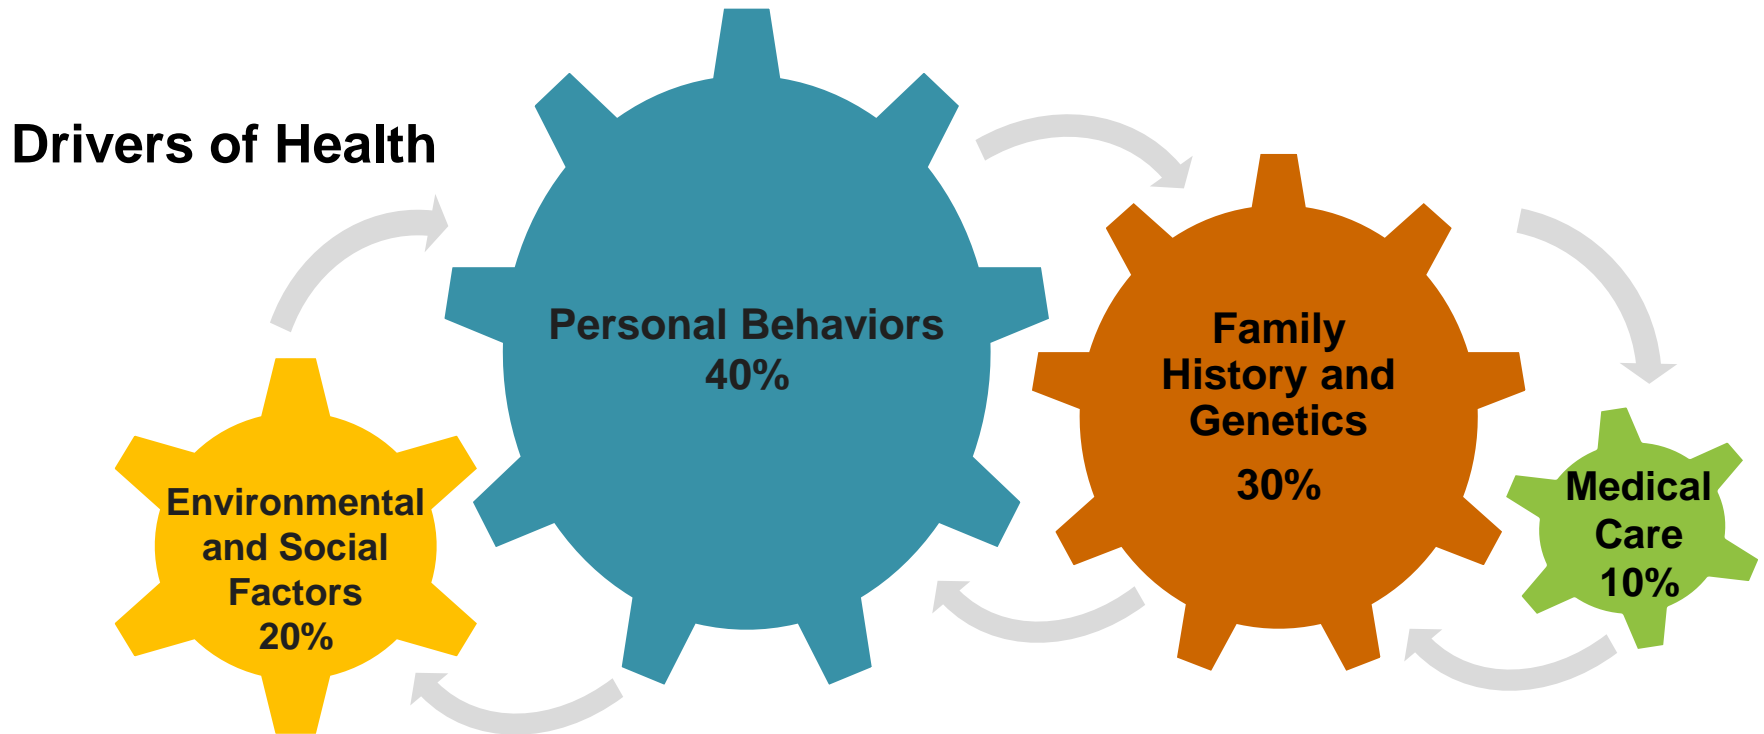 Drivers of Health
Environmental
and Social
Factors
20%
Personal Behaviors
40%
Family
History and
Genetics
30%
Medical
Care
10%